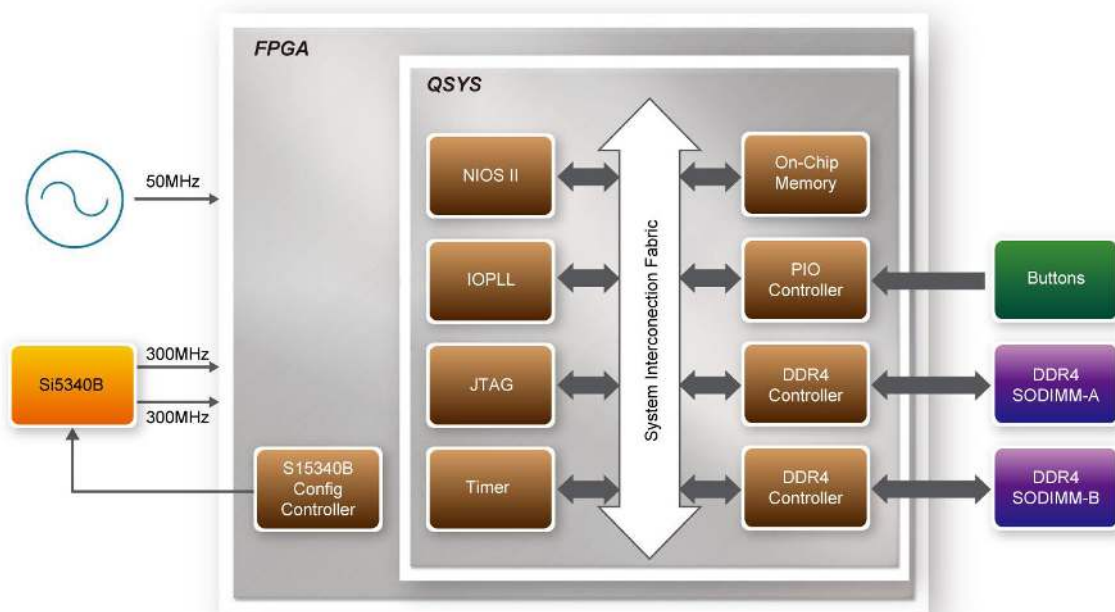 FPGA
QSYS
50MHz
NIOS II
On-Chip
Memory
System Interconection Fabric
IOPLL
PIO
Controller
Buttons
Si5340B
300MHz
300MHz
JTAG
DDR4
Controller
DDR4
SODIMM-A
S15340B
Config
Controller
Timer
DDR4
Controller
DDR4
SODIMM-B